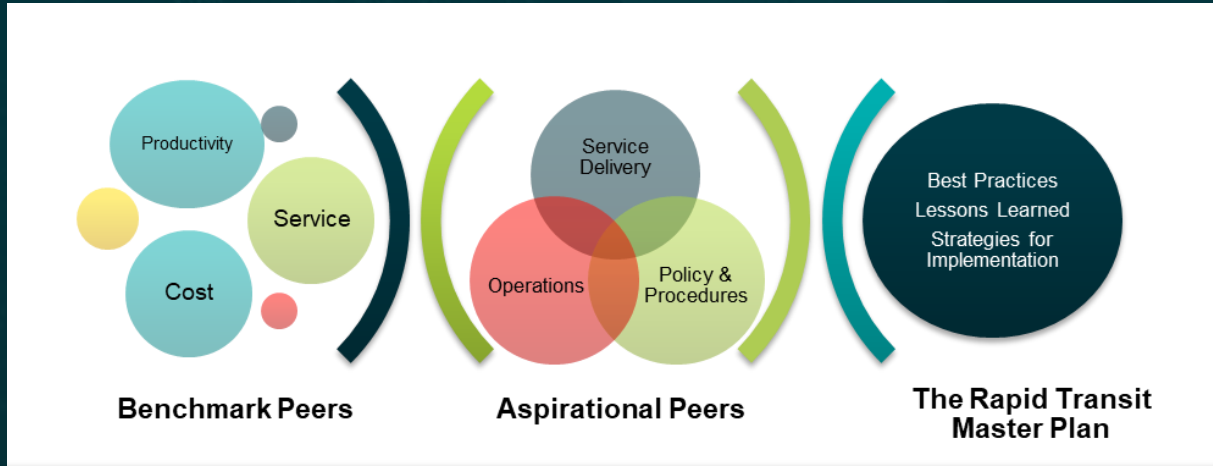 Productivity
Service
Cost
Benchmark Peers
Service
Delivery
Operations
Policy &
Procedures
Aspirational Peers
Best Practices
Lessons Learned
Strategies for
Implementation
The Rapid Transit
Master Plan